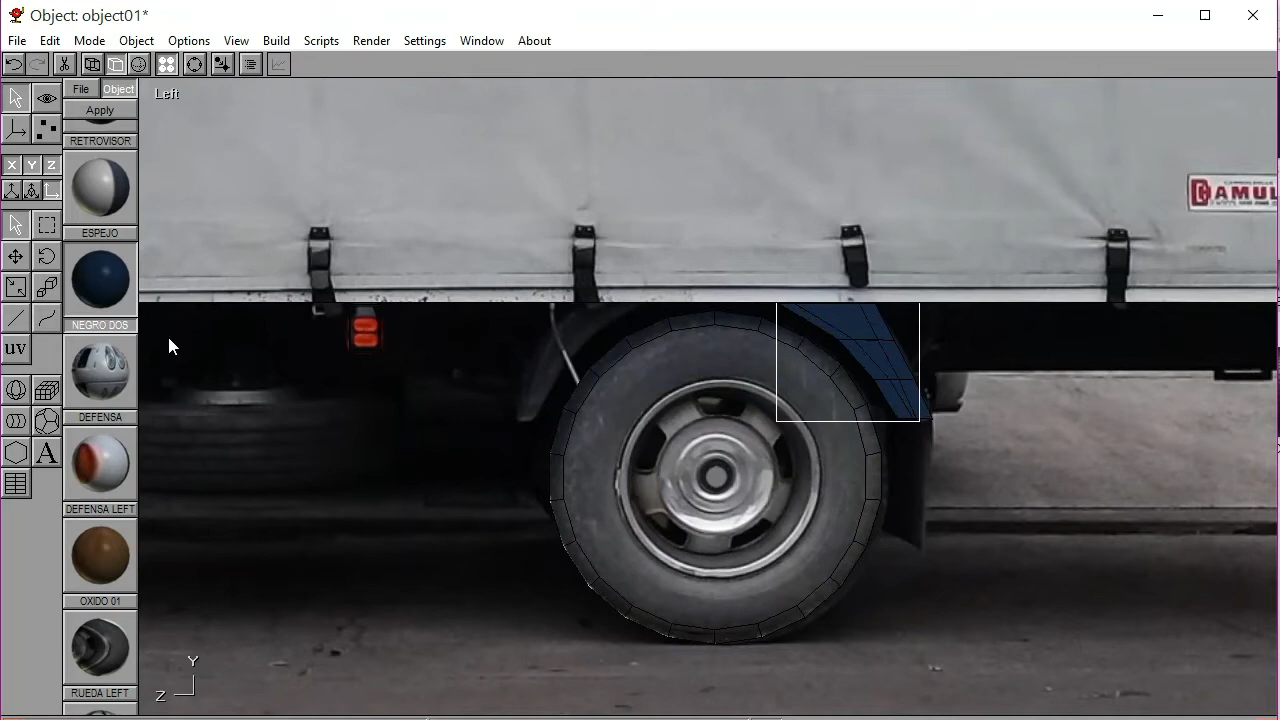 Object: object01*
File Edit Mode Object Options View Build Scripts Render Settings Window About
File Object
Apply
Left
RETROVISOR
X Y Z
ESPEJO
NEGRO DOS
uv
DEFENSA
A
DEFENSA LEFT
OXIDO 01
RUEDA LEFT
Y
Z